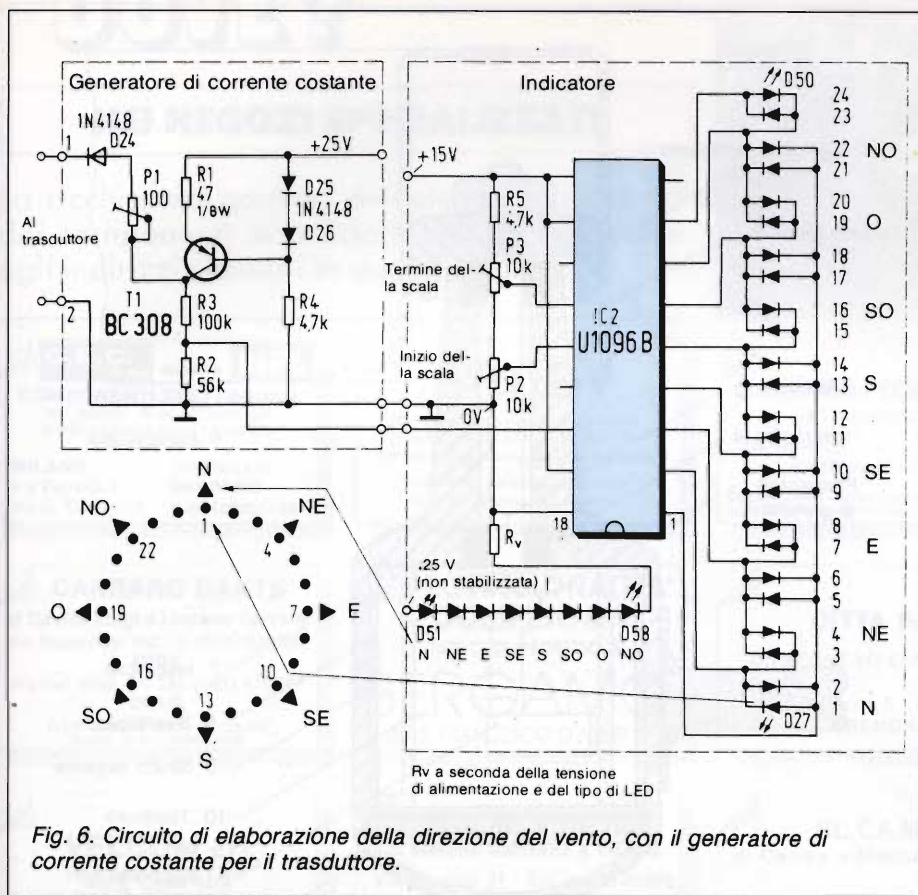 Generatore di corrente costante
Indicatore
1N4148
D24
1
P1
100
R1
47
1/8W
+25V
D25
1N4148
D26
Al
trasduttore
2
T1
BC308
R3
100k
R2
56k
R4
4,7k
+15V
R5
47k
P3
10k
Termine del-
la scala
Inizio del-
la scala
P2
10k
0V
IC2
U1096B
18
1
Rv
D50
24
23
22
NO
21
20
19
O
18
17
16
SO
15
14
13
S
12
11
10
SE
9
8
7
E
6
5
4
NE
3
2
1
N
D27
N
NO
NE
1
22
4
O
19
7
E
16
10
13
SO
SE
S
25 V
(non stabilizzata)
D51
D58
N NE E SE S SO O NO
Rv a seconda della tensione
di alimentazione e del tipo di LED
Fig. 6. Circuito di elaborazione della direzione del vento, con il generatore di
corrente costante per il trasduttore.